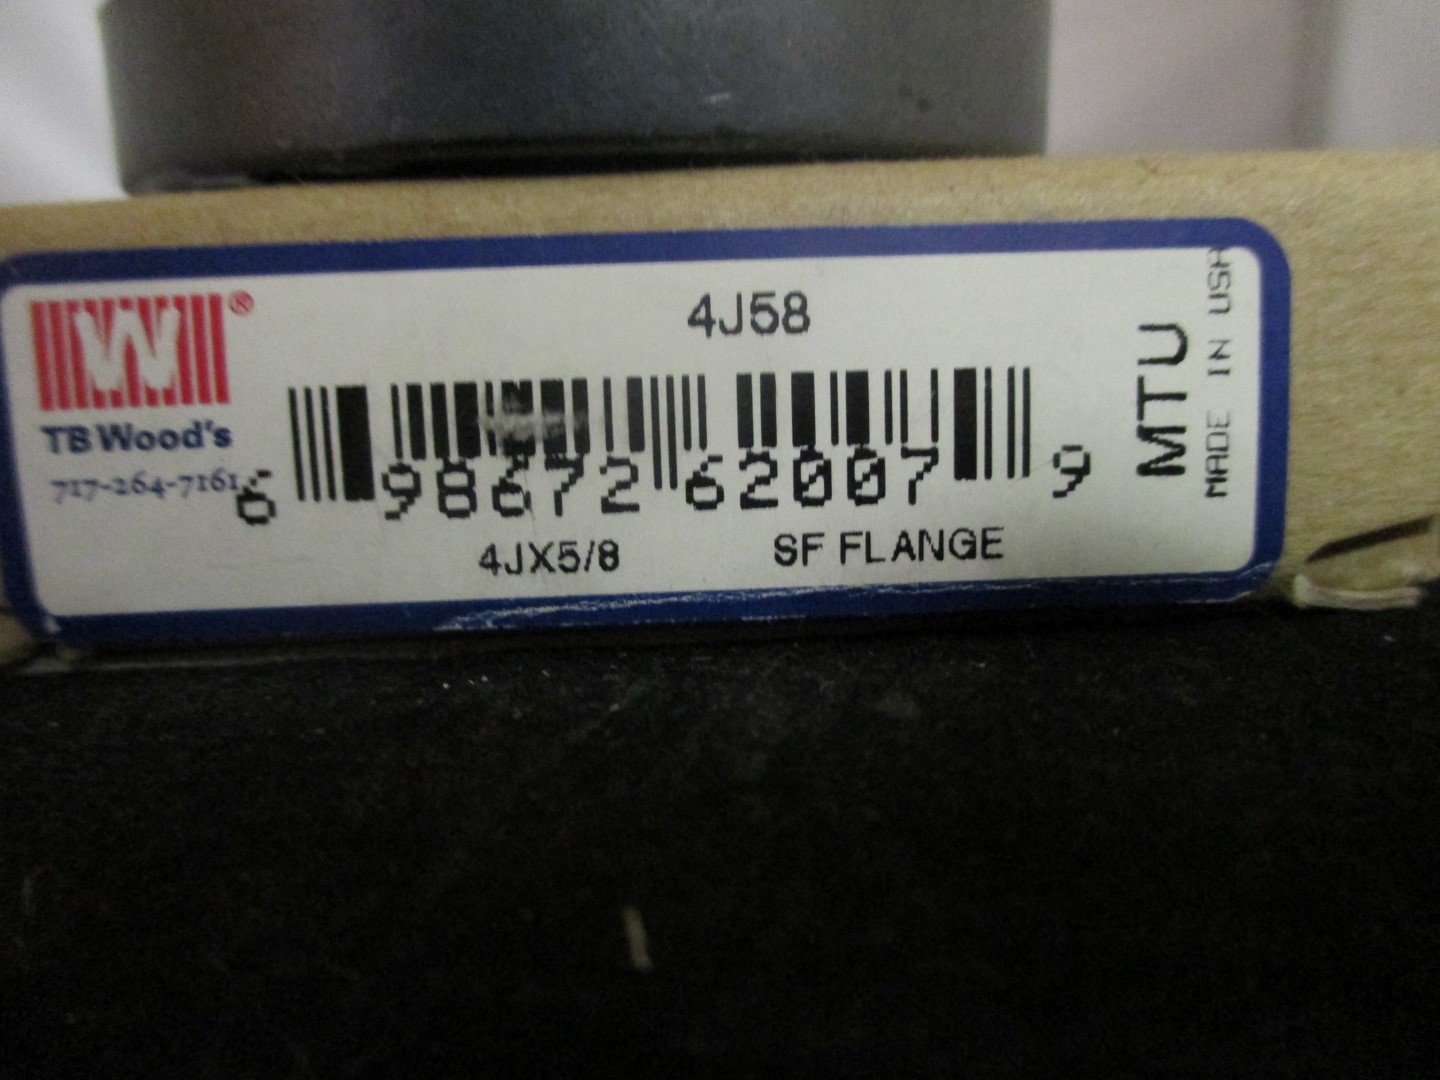 W®
TB Wood's
717-264-7161
4J58
6 98672 62007 9
4JX5/8 SF FLANGE
MTU
MADE IN USA